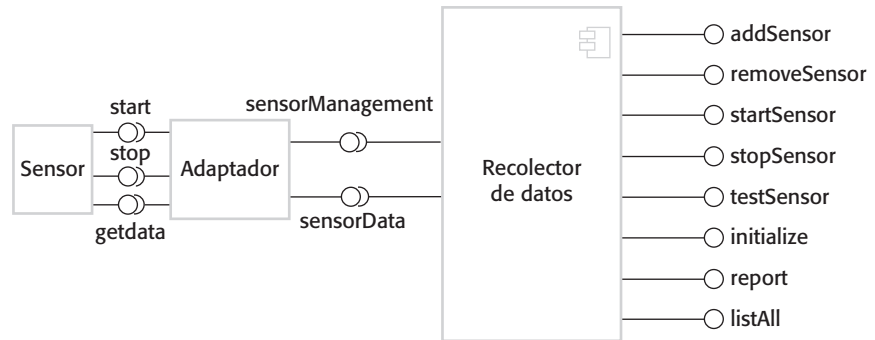 Sensor
start
stop
getdata
Adaptador
sensorManagement
sensorData
Recolector
de datos
addSensor
removeSensor
startSensor
stopSensor
testSensor
initialize
report
listAll